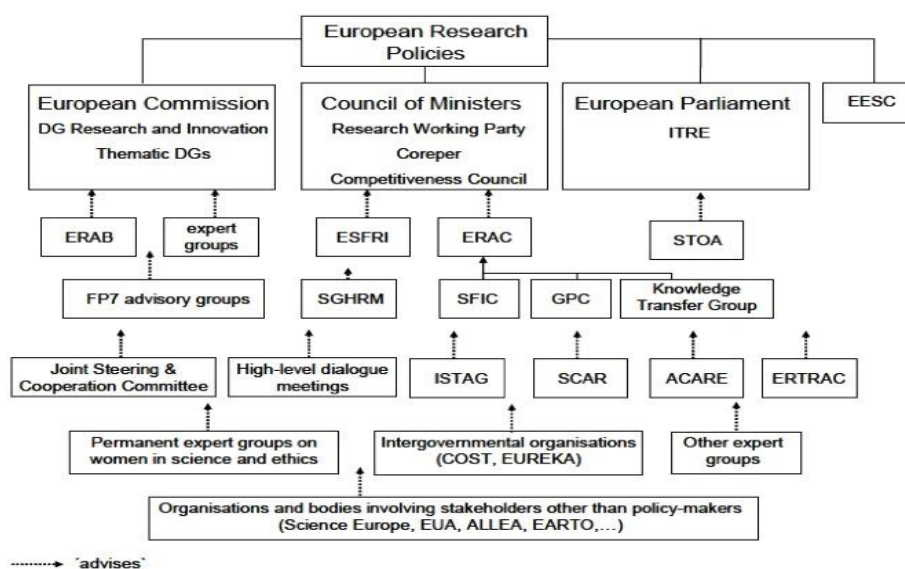 European Research
Policies
European Commission
DG Research and Innovation
Thematic DGs
Council of Ministers
Research Working Party
Coreper
Competitiveness Council
European Parliament
ITRE
EESC
ERAB
expert
groups
ESFRI
ERAC
STOA
FP7 advisory groups
SGHRM
SFIC
GPC
Knowledge
Transfer Group
Joint Steering &
Cooperation Committee
High-level dialogue
meetings
ISTAG
SCAR
ACARE
ERTRAC
Permanent expert groups on
women in science and ethics
Intergovernmental organisations
(COST, EUREKA)
Other expert
groups
Organisations and bodies involving stakeholders other than policy-makers
(Science Europe, EUA, ALLEA, EARTO,...)
`advises`